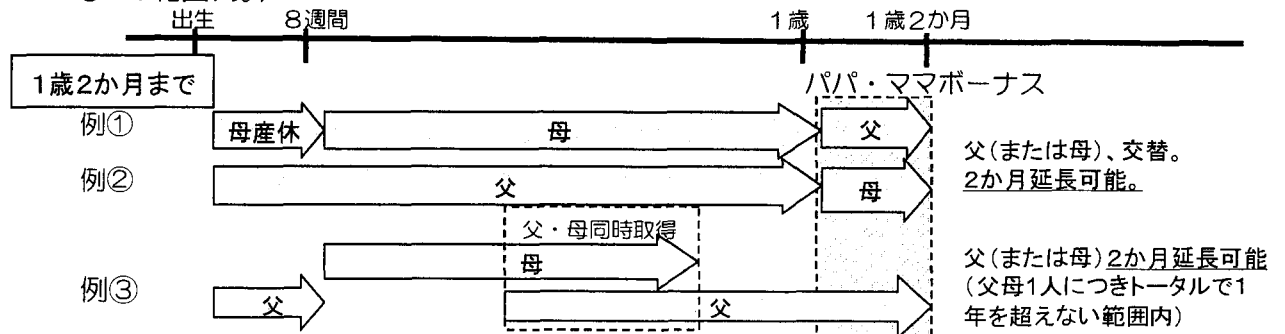 出生 8週間 1歳 1歳2か月
1歳2か月まで
パパ・ママボーナス
例① 母産休 母 父
父(または母)、交替。
2か月延長可能。
例② 父 母
父・母同時取得
母
例③ 父 父
父(または母)2か月延長可能
(父母1人につきトータルで1
年を超えない範囲内)